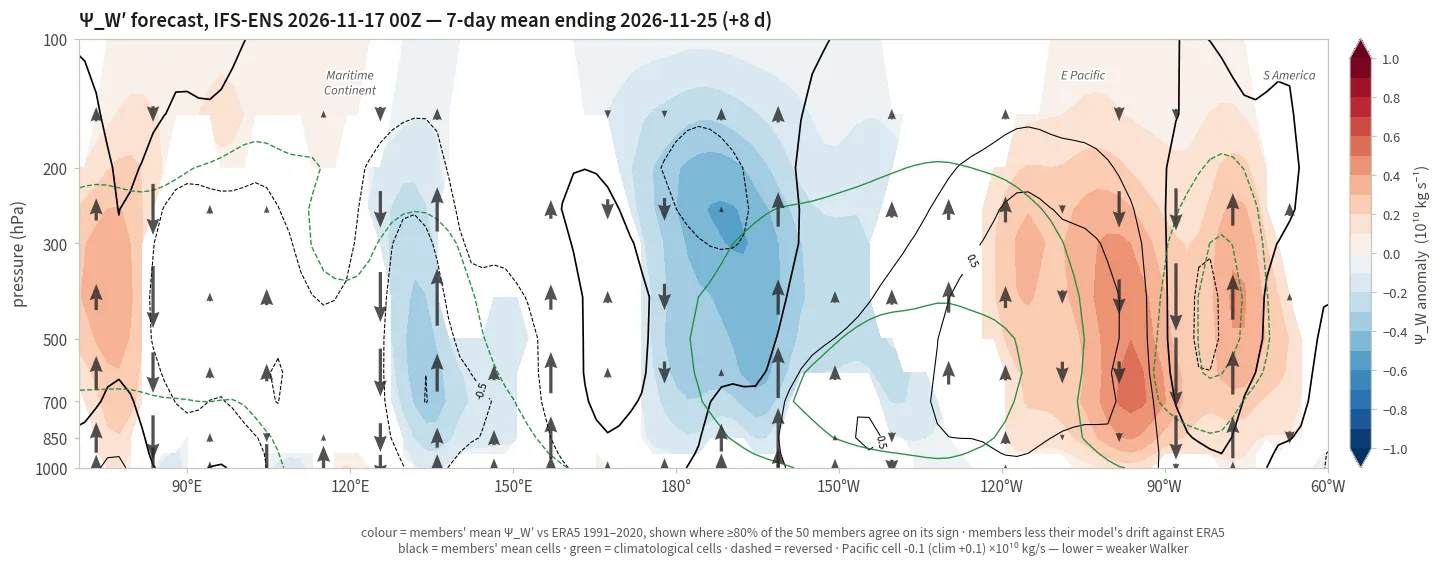 Ψ_W′ forecast, IFS-ENS 2026-11-17 00Z — 7-day mean ending 2026-11-25 (+8 d)
100
200
300
400
500
700
850
1000
pressure (hPa)
Maritime
Continent
E Pacific
S America
0.5
0.5
-0.5
-0.5
90°E
120°E
150°E
180°
150°W
120°W
90°W
60°W
1.0
0.8
0.6
0.4
0.2
0.0
−0.2
−0.4
−0.6
−0.8
−1.0
Ψ_W anomaly (10¹⁰ kg s⁻¹)
colour = members' mean Ψ_W′ vs ERA5 1991–2020, shown where ≥80% of the 50 members agree on its sign · members less their model's drift against ERA5
black = members' mean cells · green = climatological cells · dashed = reversed · Pacific cell -0.1 (clim +0.1) ×10¹⁰ kg/s — lower = weaker Walker